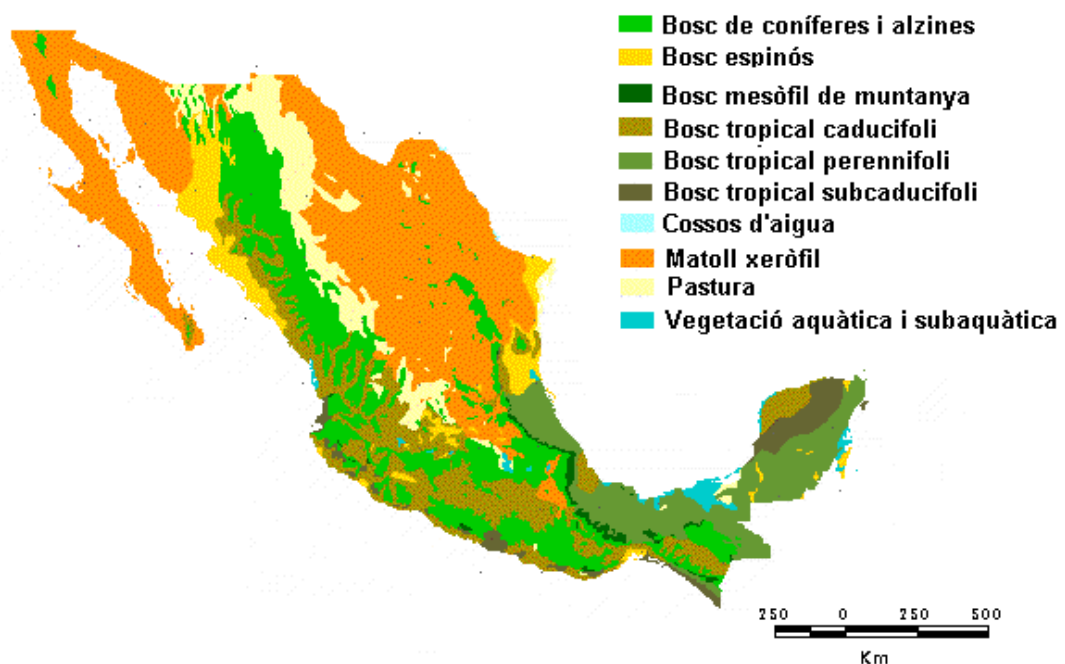 Bosc de coníferes i alzines
Bosc espinós
Bosc mesòfil de muntanya
Bosc tropical caducifoli
Bosc tropical perennifoli
Bosc tropical subcaducifoli
Cossos d'aigua
Matoll xeròfil
Pastura
Vegetació aquàtica i subaquàtica
250 0 250 500
Km